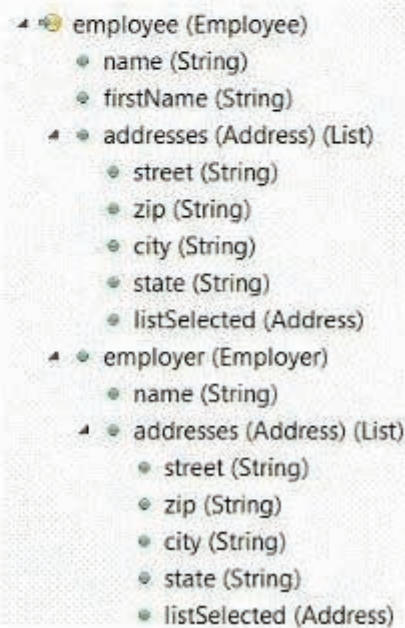 employee (Employee)
name (String)
firstName (String)
addresses (Address) (List)
street (String)
zip (String)
city (String)
state (String)
listSelected (Address)
employer (Employer)
name (String)
addresses (Address) (List)
street (String)
zip (String)
city (String)
state (String)
listSelected (Address)